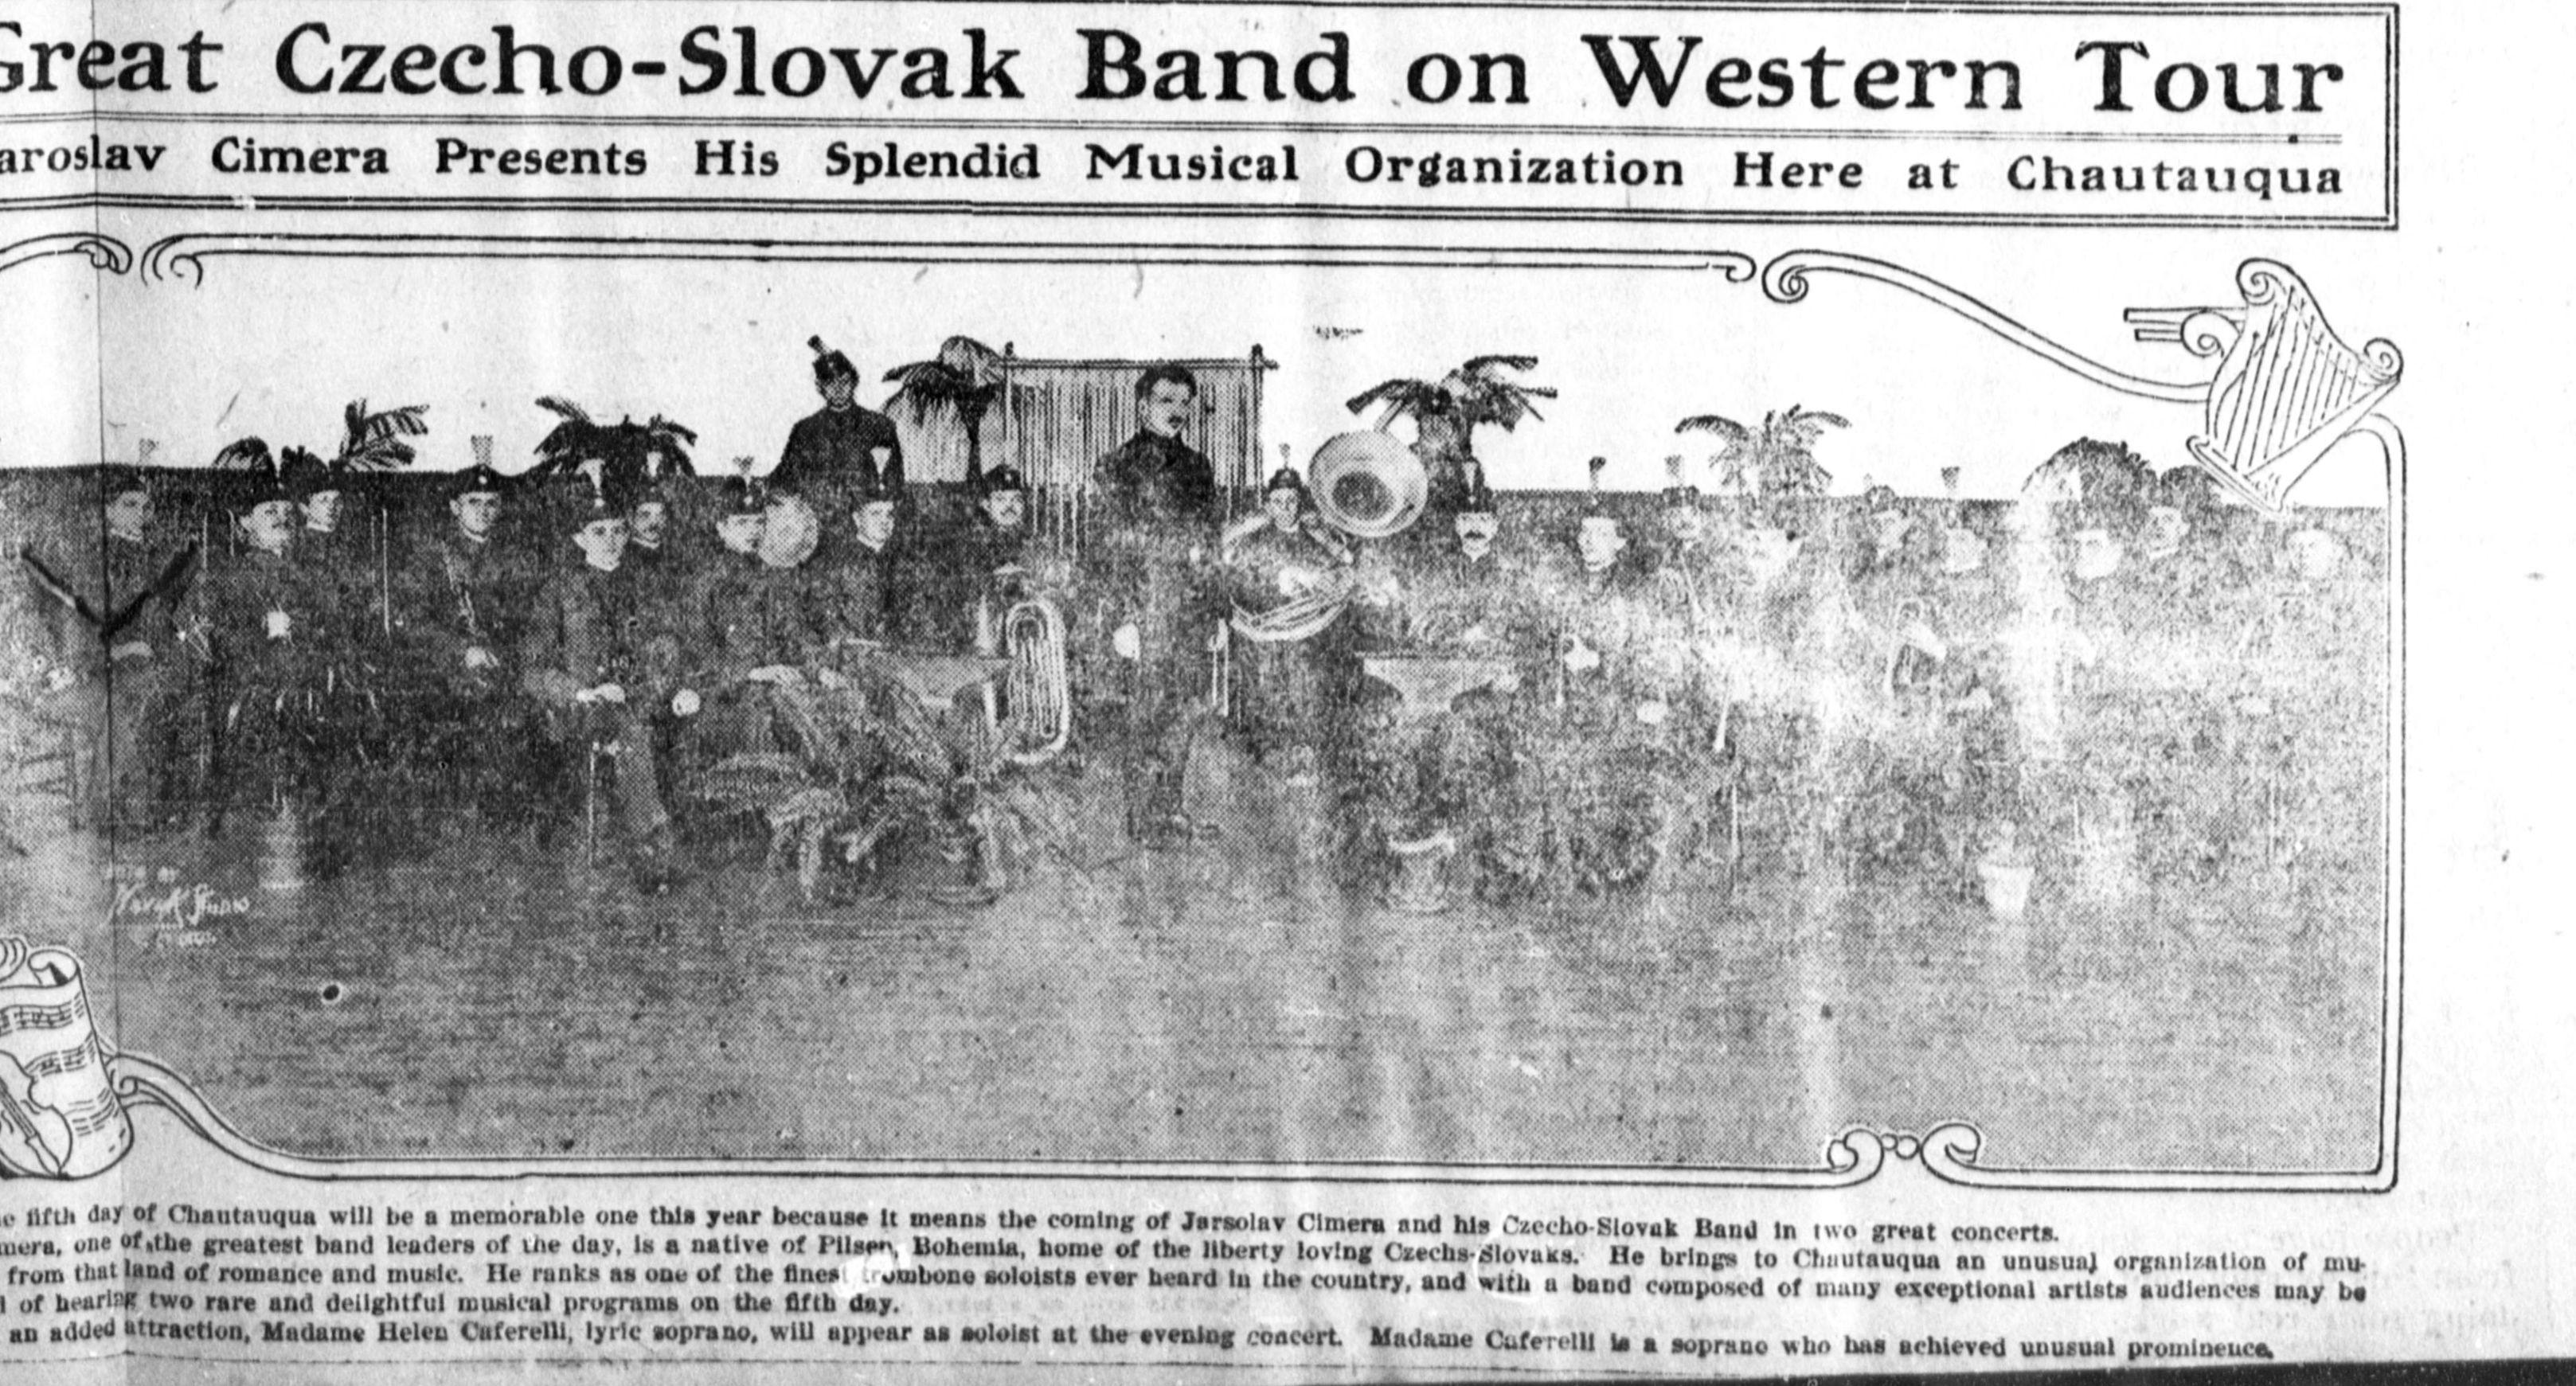 Great Czecho-Slovak Band on Western Tour
aroslav Cimera Presents His Splendid Musical Organization Here at Chautauqua
Studio
fifth day of Chautauqua will be a memorable one this year because it means the coming of Jarsolav Cimera and his Czecho-Slovak Band in two great concerts.
mera, one of the greatest band leaders of the day, is a native of Pilsen, Bohemia, home of the liberty loving Czechs-Slovaks. He brings to Chautauqua an unusual organization of mu-
from that land of romance and music. He ranks as one of the finest trombone soloists ever heard in the country, and with a band composed of many exceptional artists audiences may be
of hearing two rare and delightful musical programs on the fifth day.
an added attraction, Madame Helen Caferelli, lyric soprano, will appear as soloist at the evening concert. Madame Caferelli is a soprano who has achieved unusual prominence.